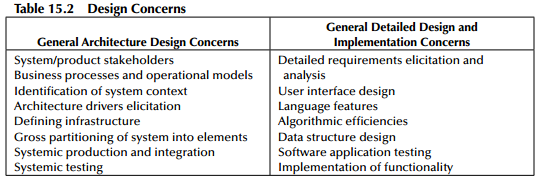 Table 15.2 Design Concerns
General Architecture Design Concerns
General Detailed Design and
Implementation Concerns
System/product stakeholders
Business processes and operational models
Identification of system context
Architecture drivers elicitation
Defining infrastructure
Gross partitioning of system into elements
Systemic production and integration
Systemic testing
Detailed requirements elicitation and
analysis
User interface design
Language features
Algorithmic efficiencies
Data structure design
Software application testing
Implementation of functionality